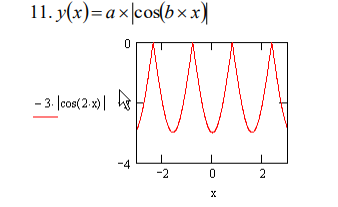 11. y(x)=a×|cos(b×x)|
0
−3·|cos(2·x)|
−4
−2 0 2
x